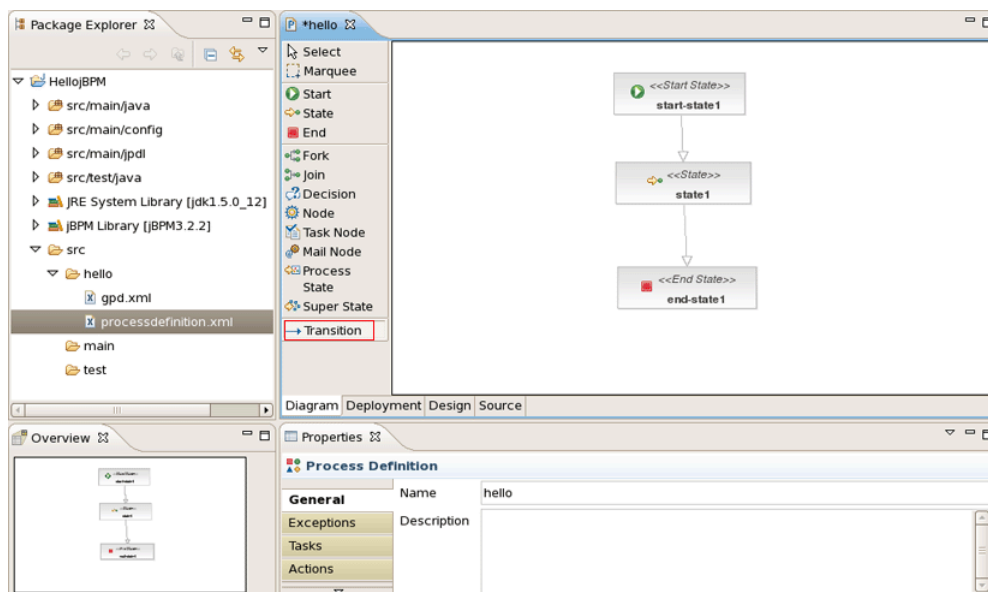 Package Explorer
HellojBPM
src/main/java
src/main/config
src/main/jpdl
src/test/java
JRE System Library [jdk1.5.0_12]
jBPM Library [jBPM3.2.2]
src
hello
gpd.xml
processdefinition.xml
main
test
*hello
Select
Marquee
Start
State
End
Fork
Join
Decision
Node
Task Node
Mail Node
Process
State
Super State
Transition
<<Start State>>
start-state1
<<State>>
state1
<<End State>>
end-state1
Diagram Deployment Design Source
Overview
Properties
Process Definition
General
Exceptions
Tasks
Actions
Name hello
Description